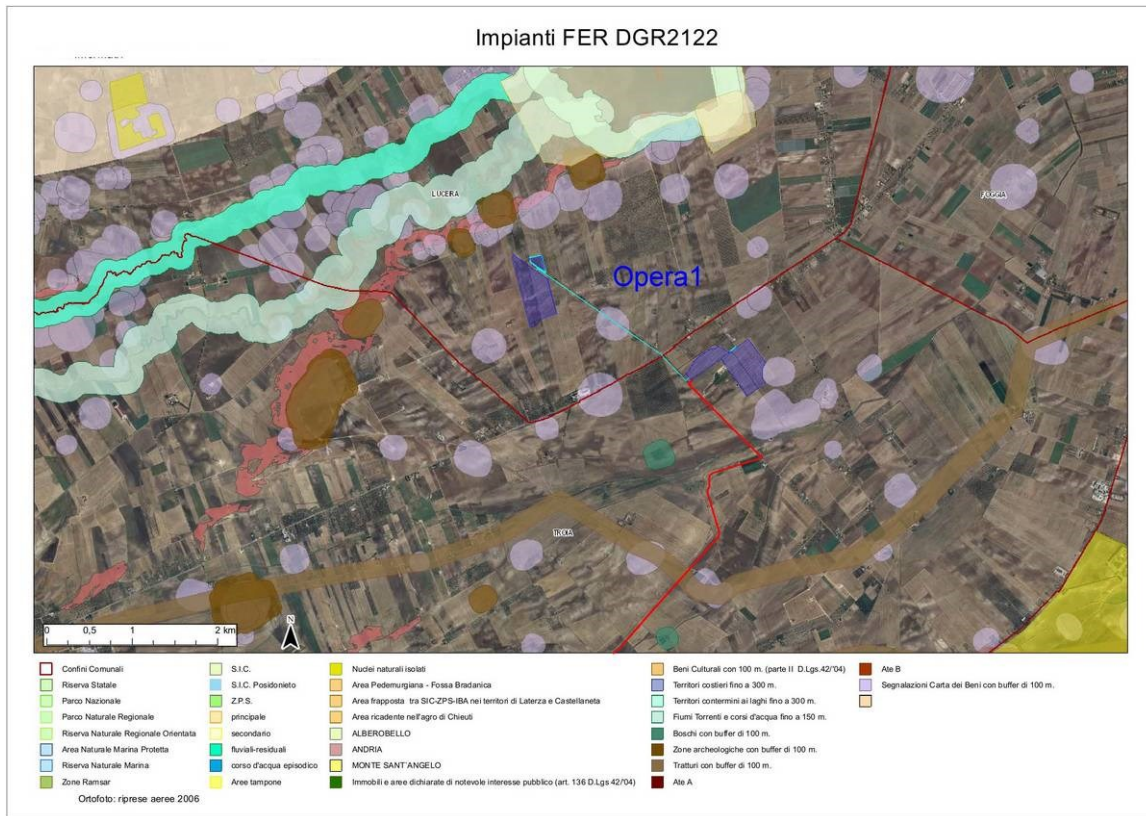 Impianti FER DGR2122
LUCERA
FOGGIA
Opera1
TROIA
0 0,5 1 2 km
N
Confini Comunali
Riserva Statale
Parco Nazionale
Parco Naturale Regionale
Riserva Naturale Regionale Orientata
Area Naturale Marina Protetta
Riserva Naturale Marina
Zone Ramsar
S.I.C.
S.I.C. Posidonieto
Z.P.S.
principale
secondario
fluviali-residuali
corso d'acqua episodico
Aree tampone
Nuclei naturali isolati
Area Pedemurgiana - Fossa Bradanica
Area frapposta tra SIC-ZPS-IBA nei territori di Laterza e Castellaneta
Area ricadente nell'agro di Chieuti
ALBEROBELLO
ANDRIA
MONTE SANT'ANGELO
Immobili e aree dichiarate di notevole interesse pubblico (art. 136 D.Lgs 42/'04)
Beni Culturali con 100 m. (parte II D.Lgs.42/'04)
Territori costieri fino a 300 m.
Territori contermini ai laghi fino a 300 m.
Fiumi Torrenti e corsi d'acqua fino a 150 m.
Boschi con buffer di 100 m.
Zone archeologiche con buffer di 100 m.
Tratturi con buffer di 100 m.
Ate A
Ate B
Segnalazioni Carta dei Beni con buffer di 100 m.
Ortofoto: riprese aeree 2006